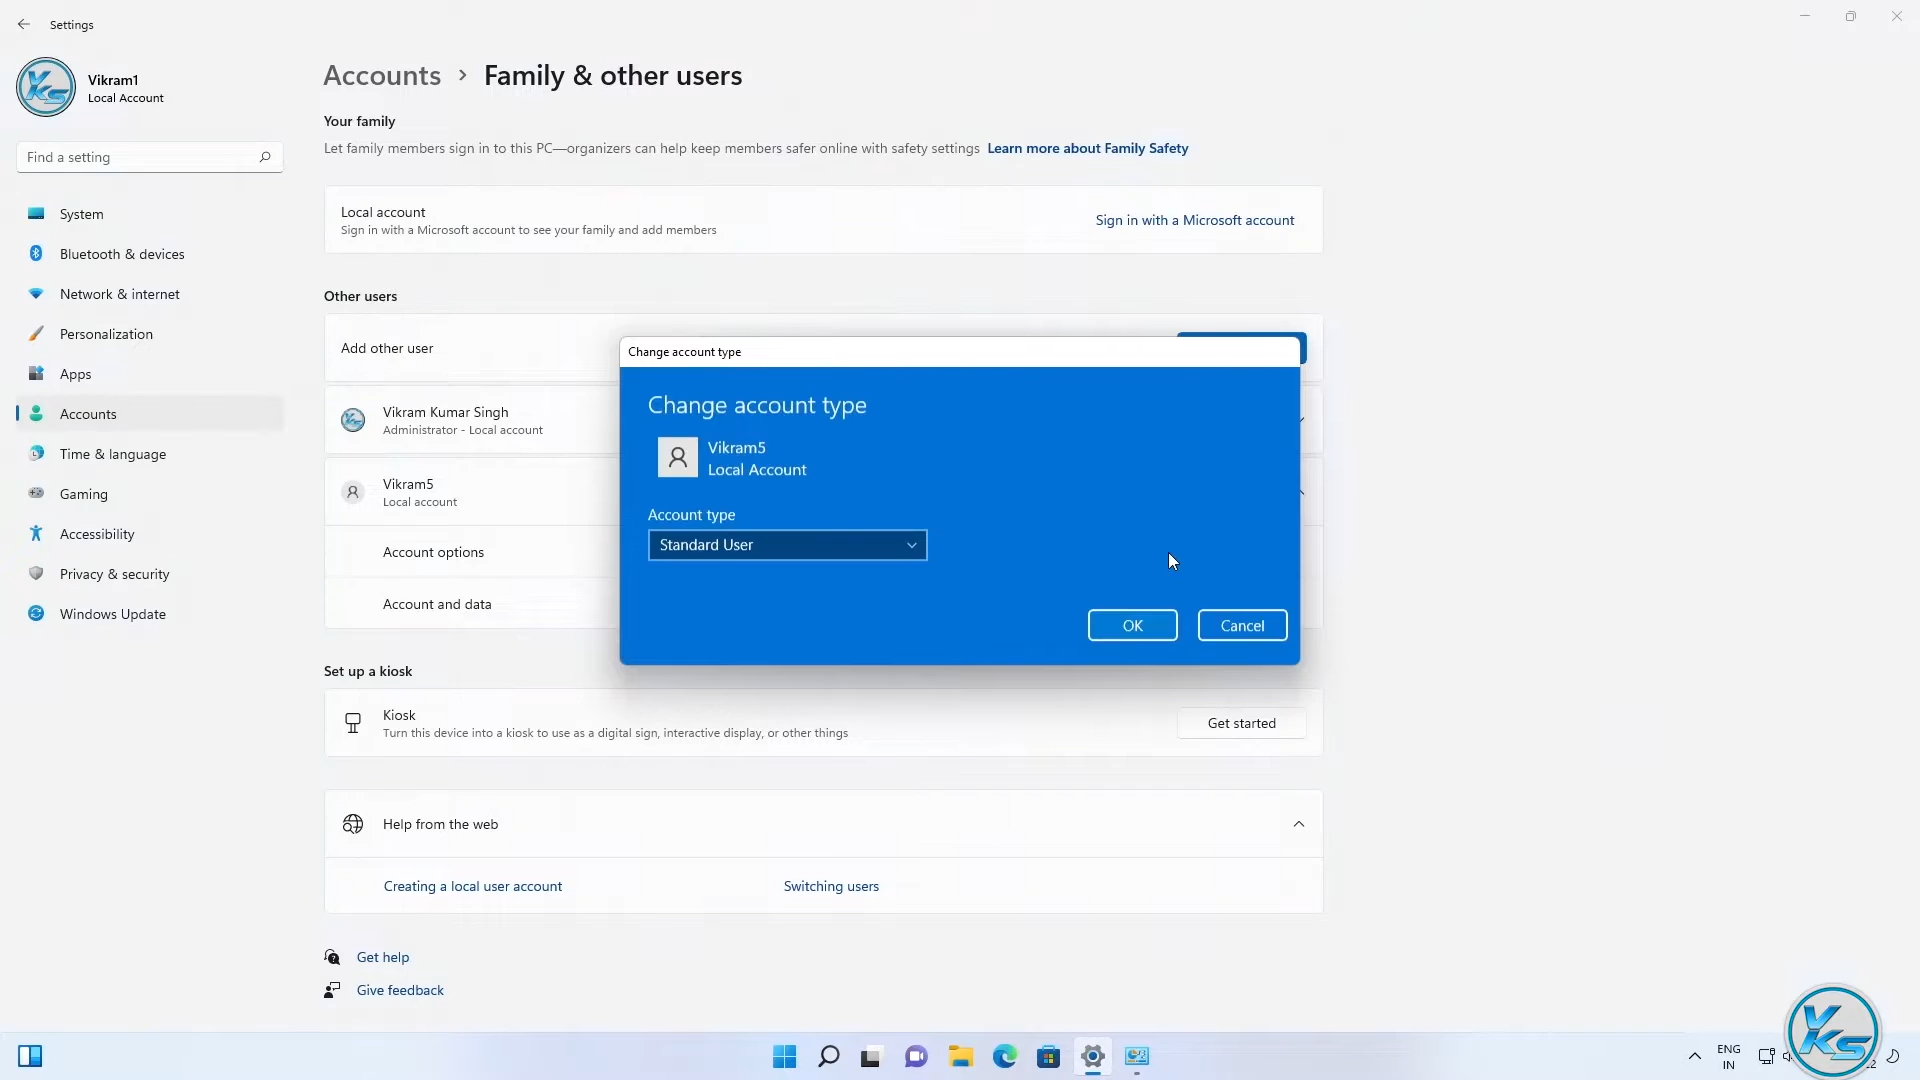 Settings
Vikram1
Local Account
Find a setting
System
Bluetooth & devices
Network & internet
Personalization
Apps
Accounts
Time & language
Gaming
Accessibility
Privacy & security
Windows Update
Accounts > Family & other users
Your family
Let family members sign in to this PC—organizers can help keep members safer online with safety settings Learn more about Family Safety
Local account
Sign in with a Microsoft account to see your family and add members
Sign in with a Microsoft account
Other users
Add other user
Vikram Kumar Singh
Administrator - Local account
Vikram5
Local account
Account options
Account and data
Change account type
Change account type
Vikram5
Local Account
Account type
Standard User
OK
Cancel
Set up a kiosk
Kiosk
Turn this device into a kiosk to use as a digital sign, interactive display, or other things
Get started
Help from the web
Creating a local user account
Switching users
Get help
Give feedback
ENG
IN
VKS